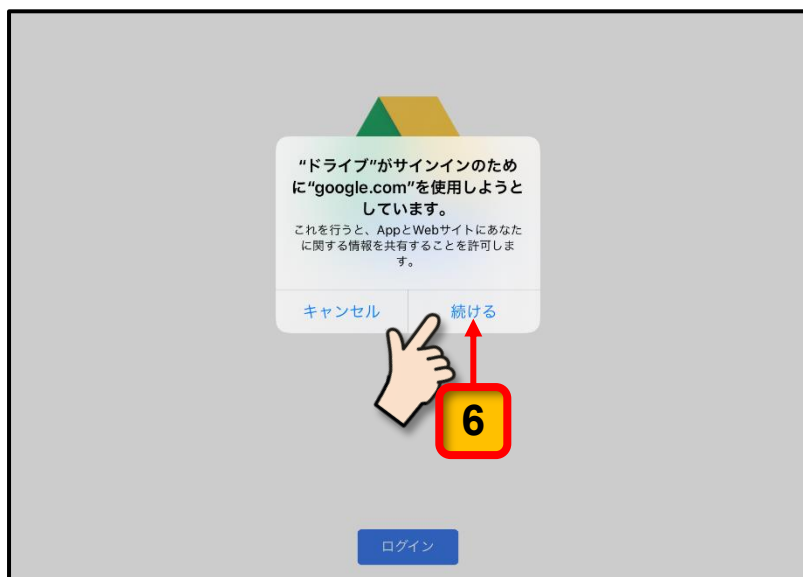 “ドライブ”がサインインのため
に“google.com”を使用しようと
しています。
これを行うと、AppとWebサイトにあなた
に関する情報を共有することを許可しま
す。
キャンセル 続ける
6
ログイン